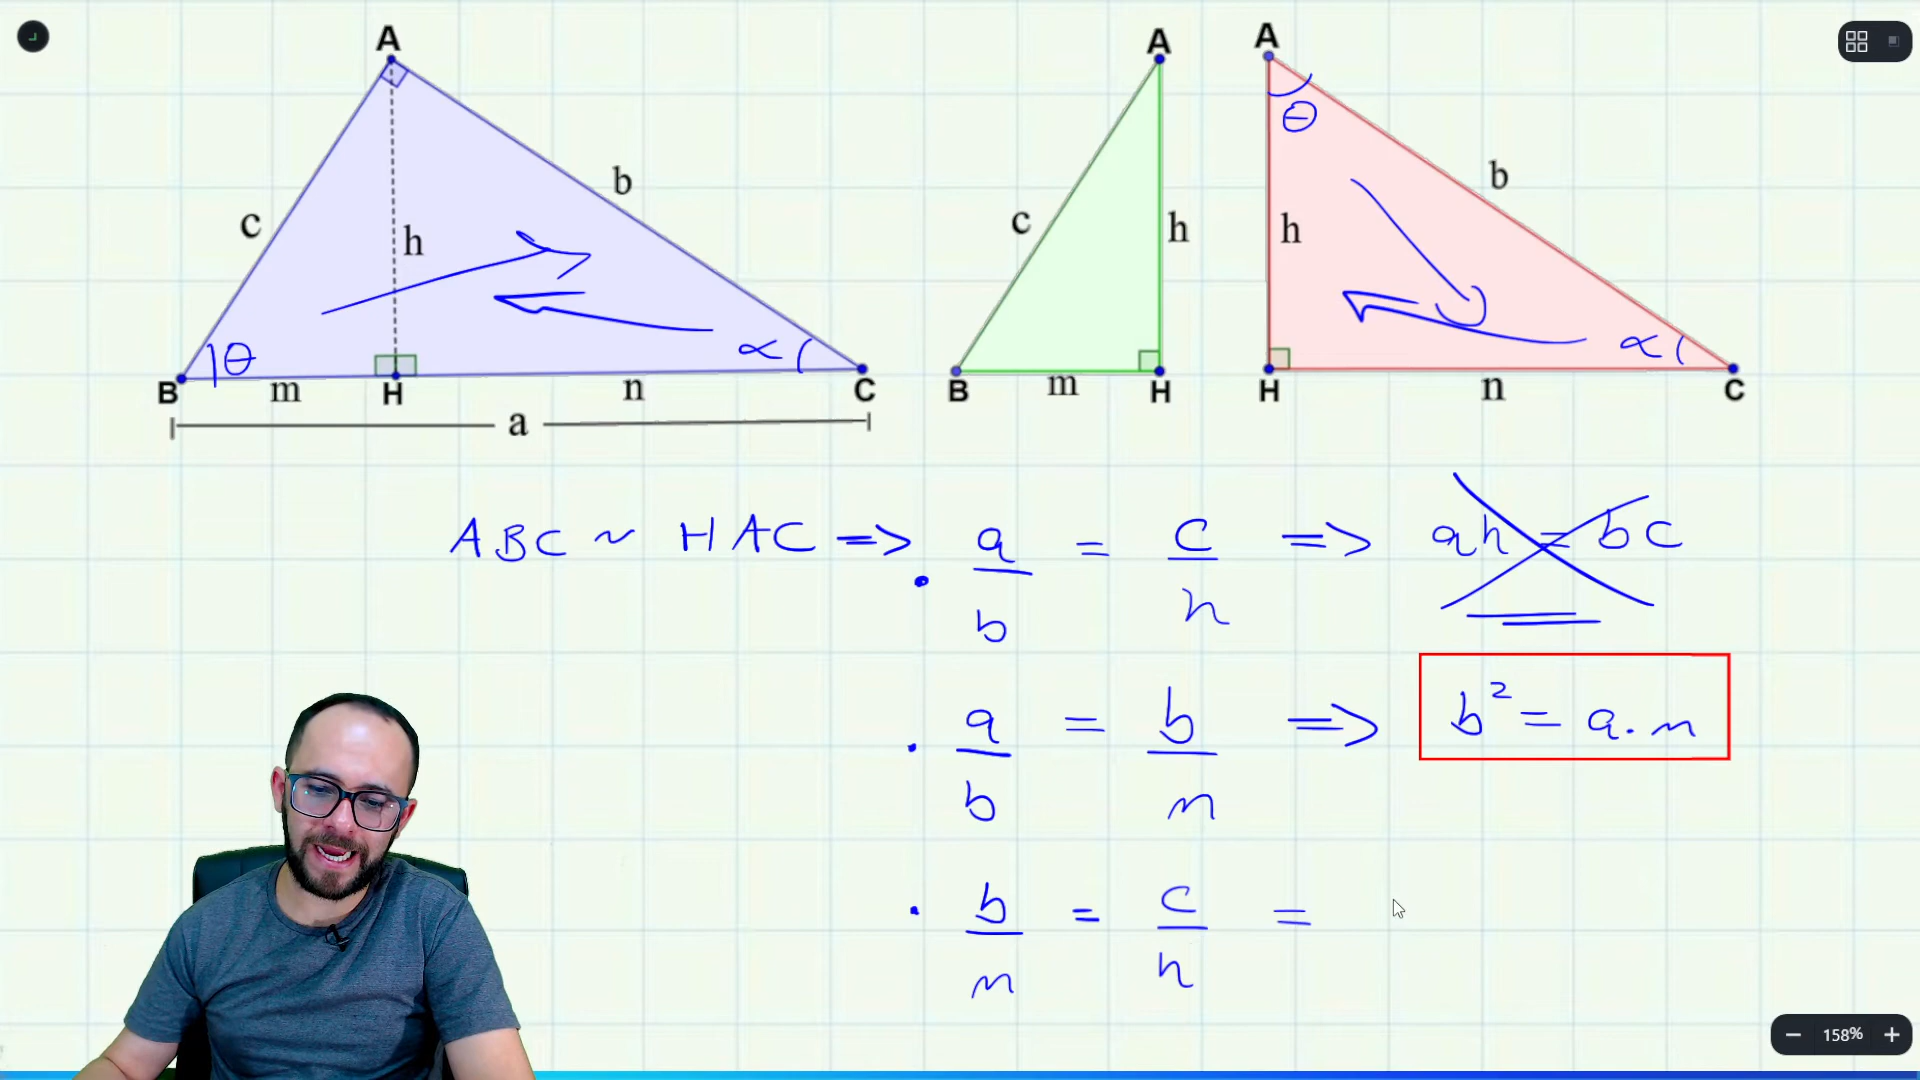 A
c
b
h
θ
α
B
m
H
n
C
a
A
c
h
B
m
H
A
θ
b
h
α
H
n
C
ABC ~ HAC => a/b = c/h => ah = bc
• a/b = b/n => b² = a.n
• b/n = c/h =
158%